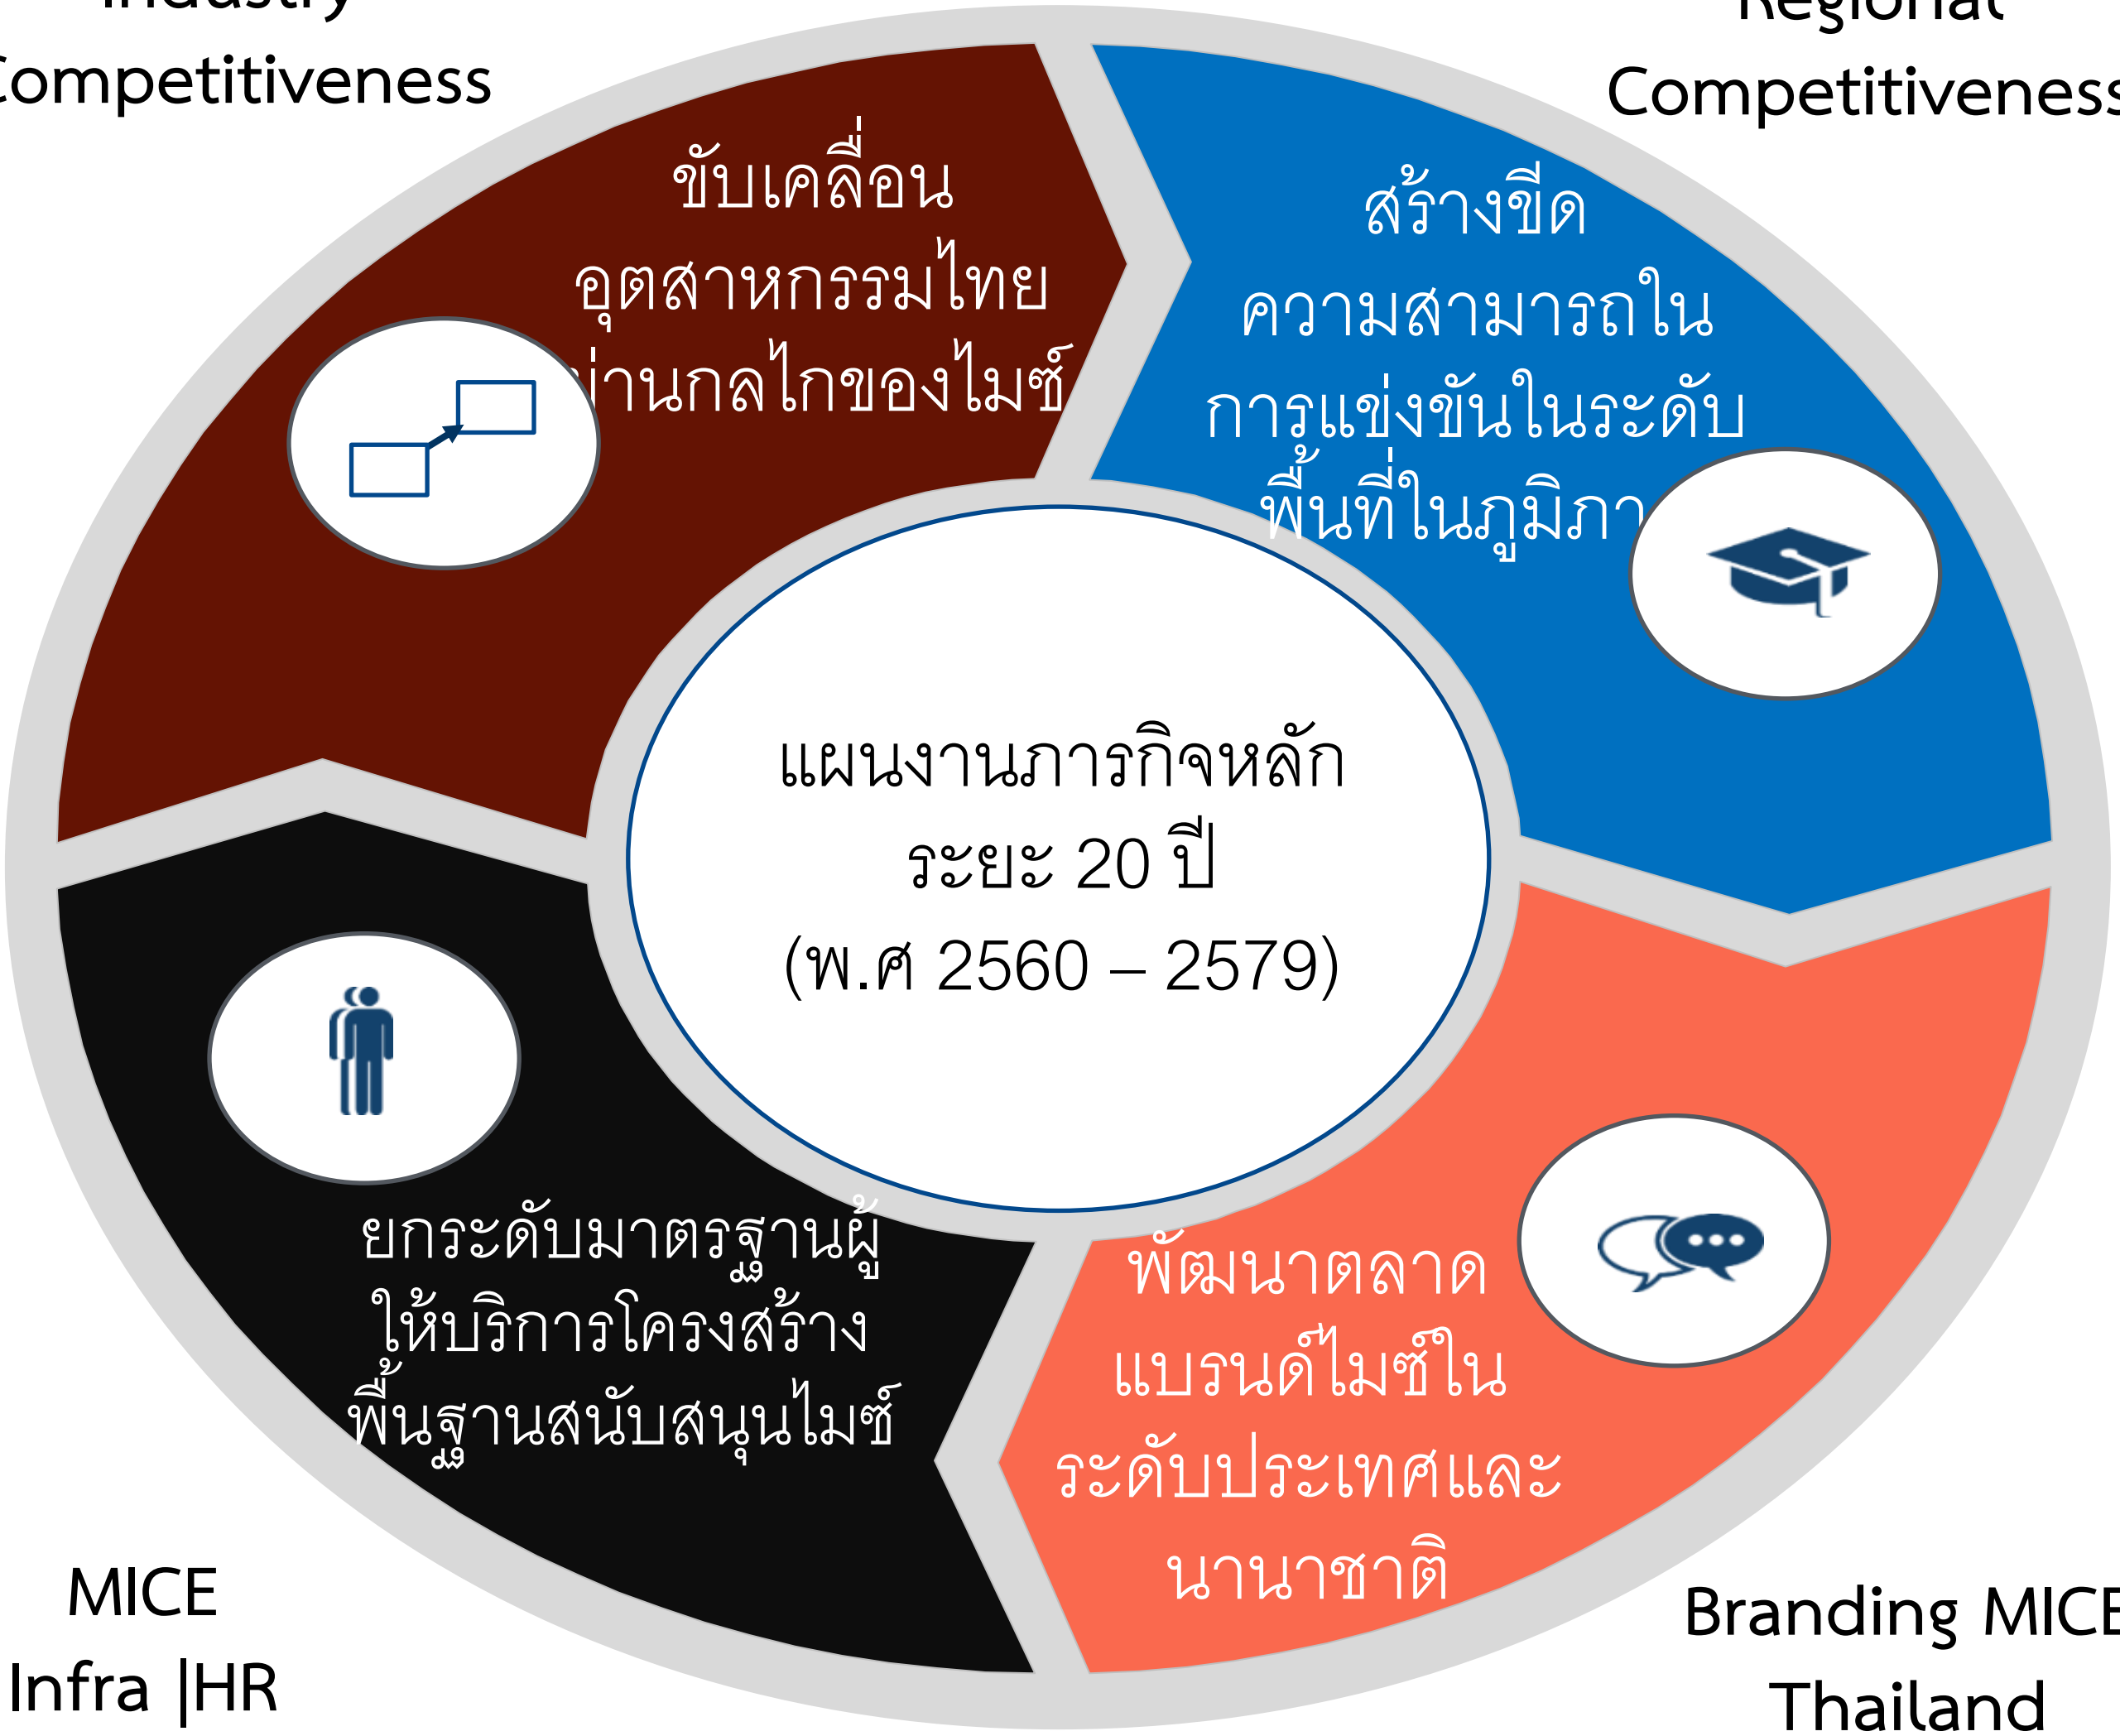 Industry
Competitiveness
Regional
Competitiveness
ขับเคลื่อน
อุตสาหกรรมไทย
ผ่านกลไกของไมซ์
สร้างขีด
ความสามารถใน
การแข่งขันในระดับ
พื้นที่ในภูมิภา
แผนงานภารกิจหลัก
ระยะ 20 ปี
(พ.ศ 2560 – 2579)
ยกระดับมาตรฐานผู้
ให้บริการโครงสร้าง
พื้นฐานสนับสนุนไมซ์
พัฒนาตลาด
แบรนด์ไมซ์ใน
ระดับประเทศและ
นานาชาติ
MICE
Infra |HR
Branding MICE
Thailand